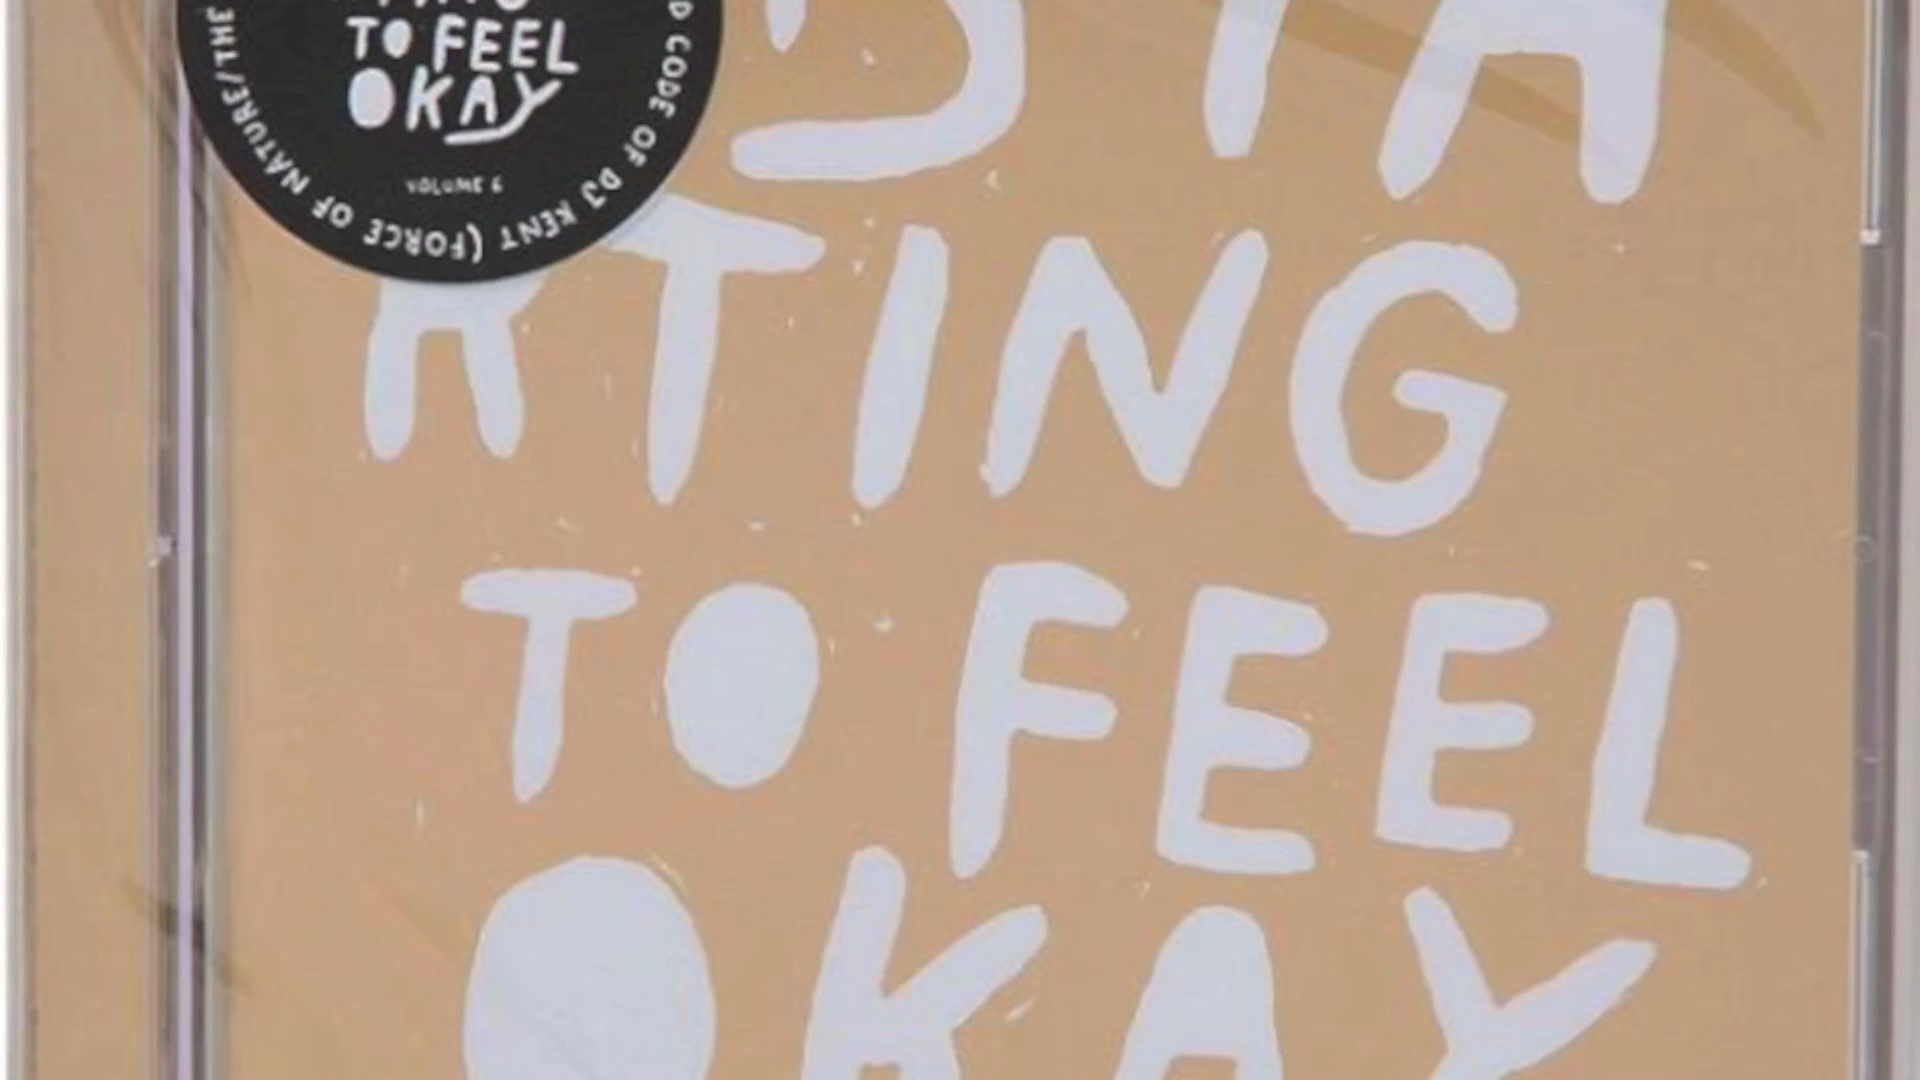 TO FEEL
OKAY
VOLUME 6
D CODE OF DJ KENT (FORCE OF NATURE/THE
STA
RTING
TO FEEL
OKAY